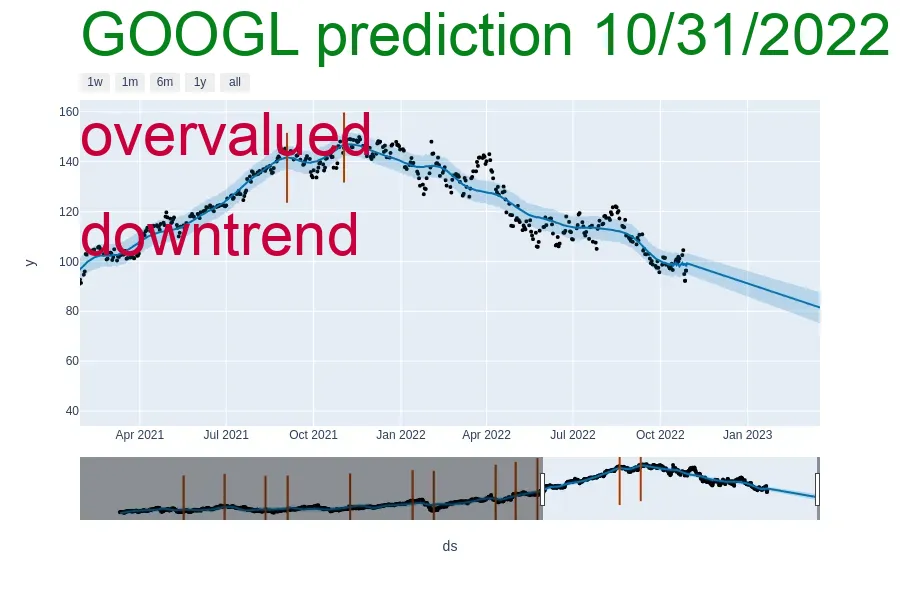 GOOGL prediction 10/31/2022
1w 1m 6m 1y all
160
overvalued
140
120
downtrend
100
y
80
60
40
Apr 2021 Jul 2021 Oct 2021 Jan 2022 Apr 2022 Jul 2022 Oct 2022 Jan 2023
ds